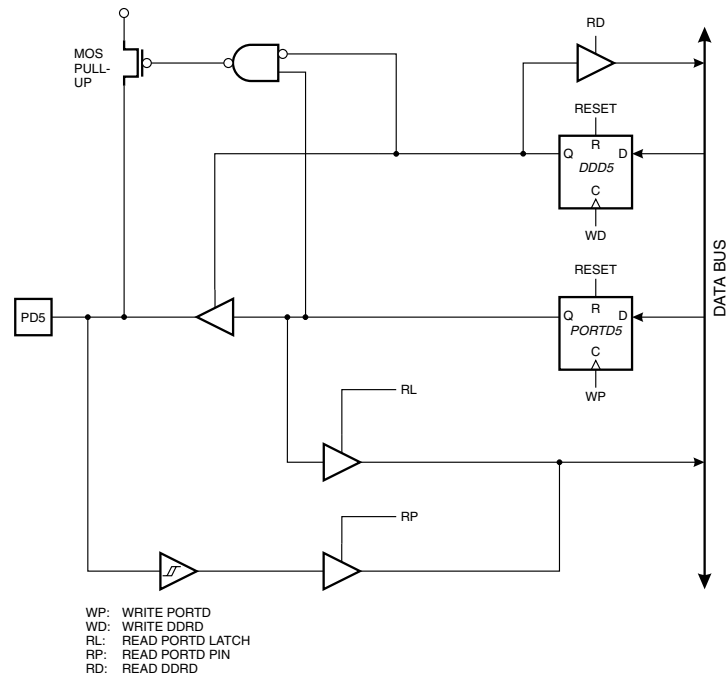 MOS
PULL-
UP
RD
RESET
R
Q
D
DDD5
C
WD
RESET
R
Q
D
PORTD5
C
WP
PD5
RL
RP
DATA BUS
WP: WRITE PORTD
WD: WRITE DDRD
RL: READ PORTD LATCH
RP: READ PORTD PIN
RD: READ DDRD